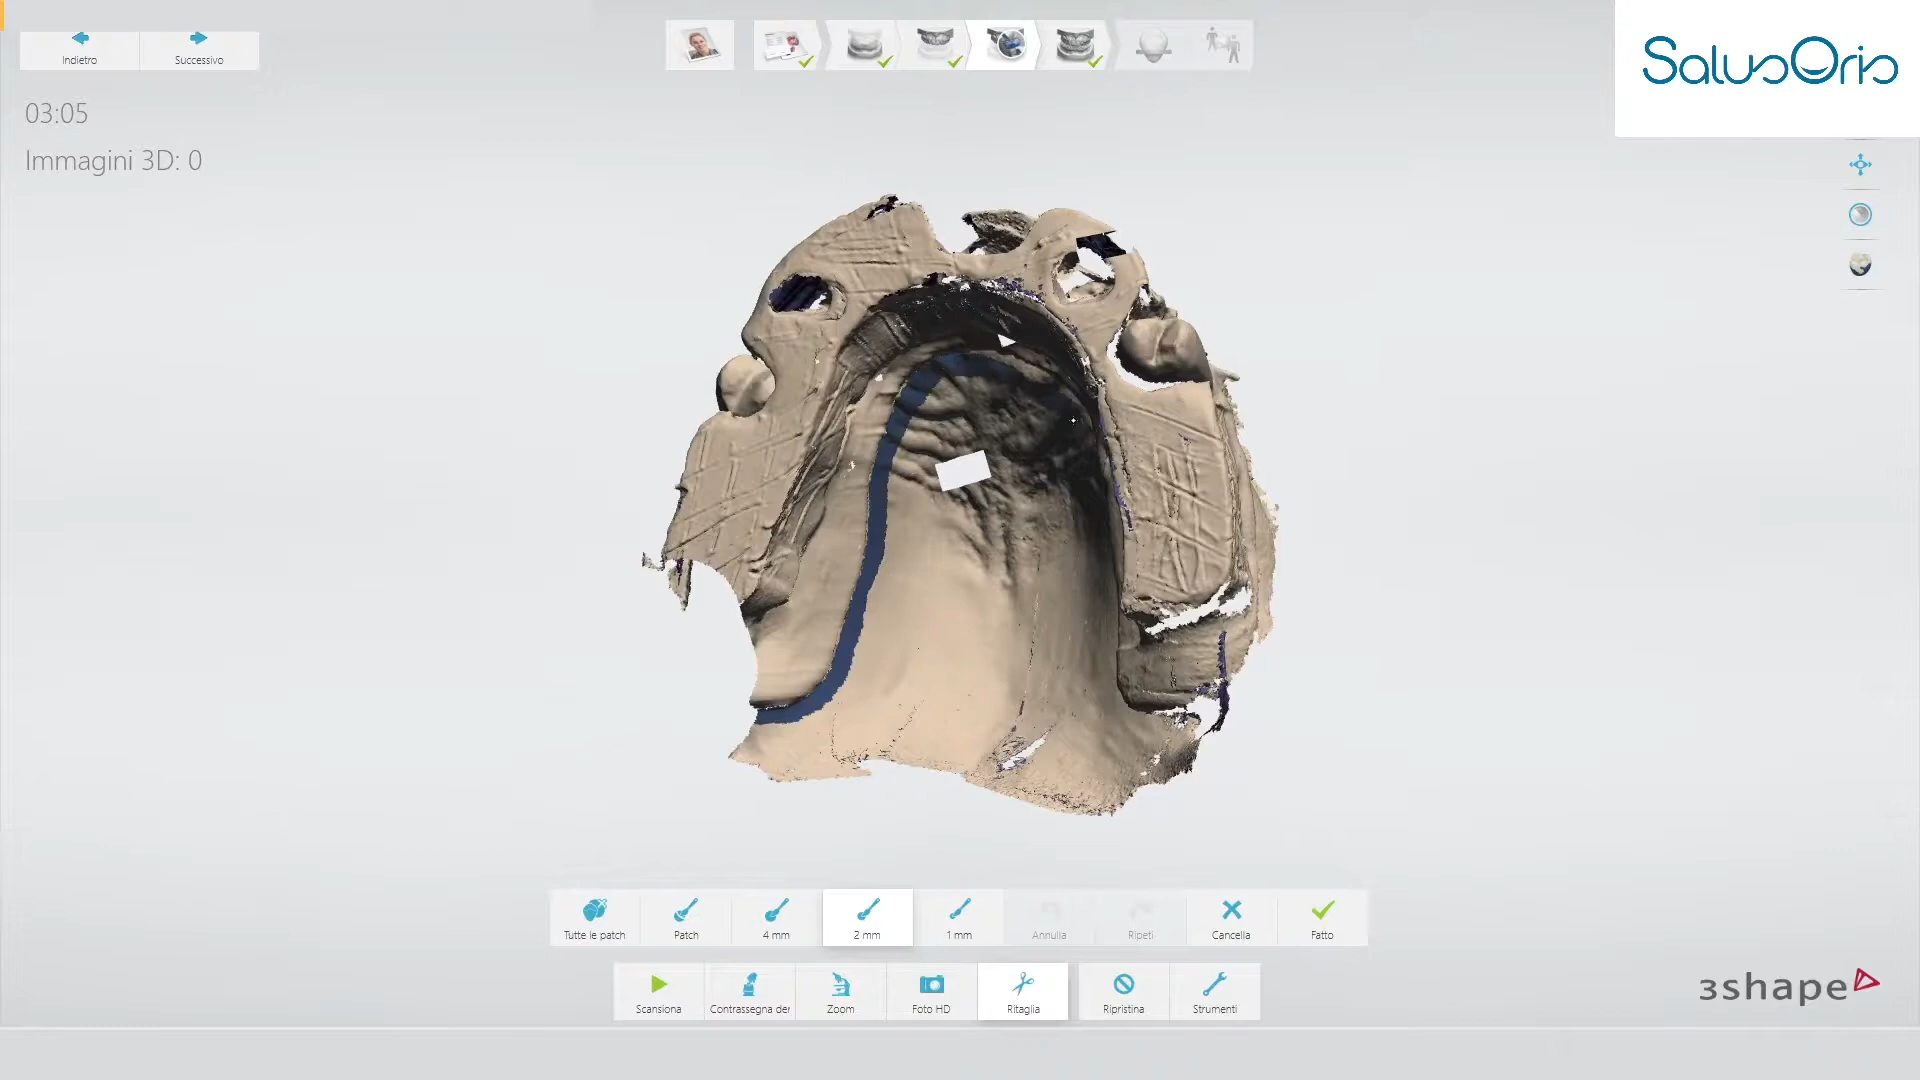 Indietro
Successivo
SalusOris
03:05
Immagini 3D: 0
Tutte le patch
Patch
4 mm
2 mm
1 mm
Annulla
Ripeti
Cancella
Fatto
Scansiona
Contrassegna der
Zoom
Foto HD
Ritaglia
Ripristina
Strumenti
3shape